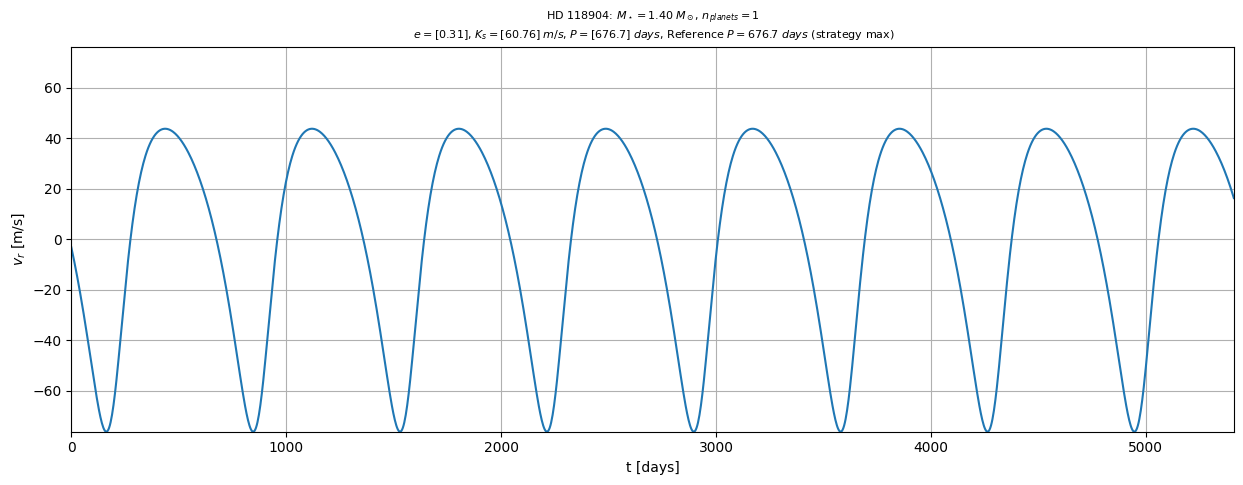 HD 118904: $M_\star = 1.40\ M_\odot$, $n_{planets} = 1$
$e = [0.31]$, $K_s = [60.76]\ m/s$, $P = [676.7]\ days$, Reference $P = 676.7\ days$ (strategy max)
60
40
20
0
−20
−40
−60
$v_r$ [m/s]
0 1000 2000 3000 4000 5000
t [days]